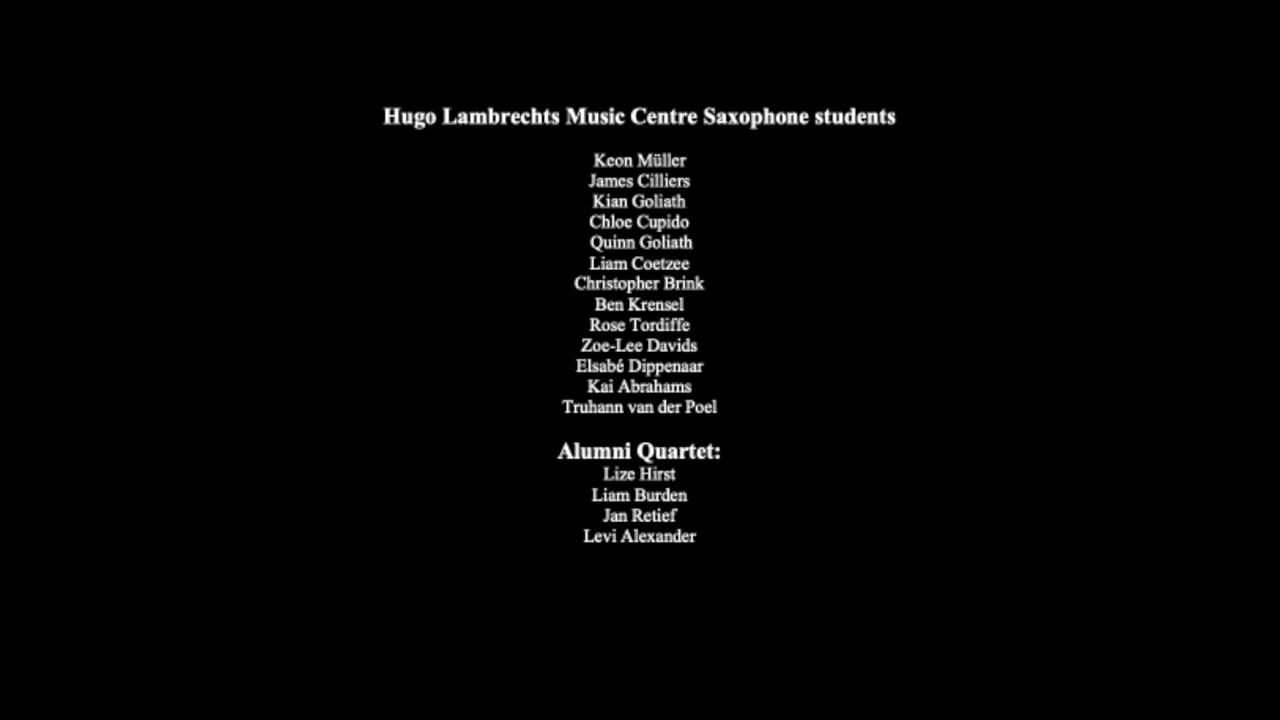 Hugo Lambrechts Music Centre Saxophone students
Keon Müller
James Cilliers
Kian Goliath
Chloe Cupido
Quinn Goliath
Liam Coetzee
Christopher Brink
Ben Krensel
Rose Tordiffe
Zoe-Lee Davids
Elsabé Dippenaar
Kai Abrahams
Truhann van der Poel
Alumni Quartet:
Lize Hirst
Liam Burden
Jan Retief
Levi Alexander